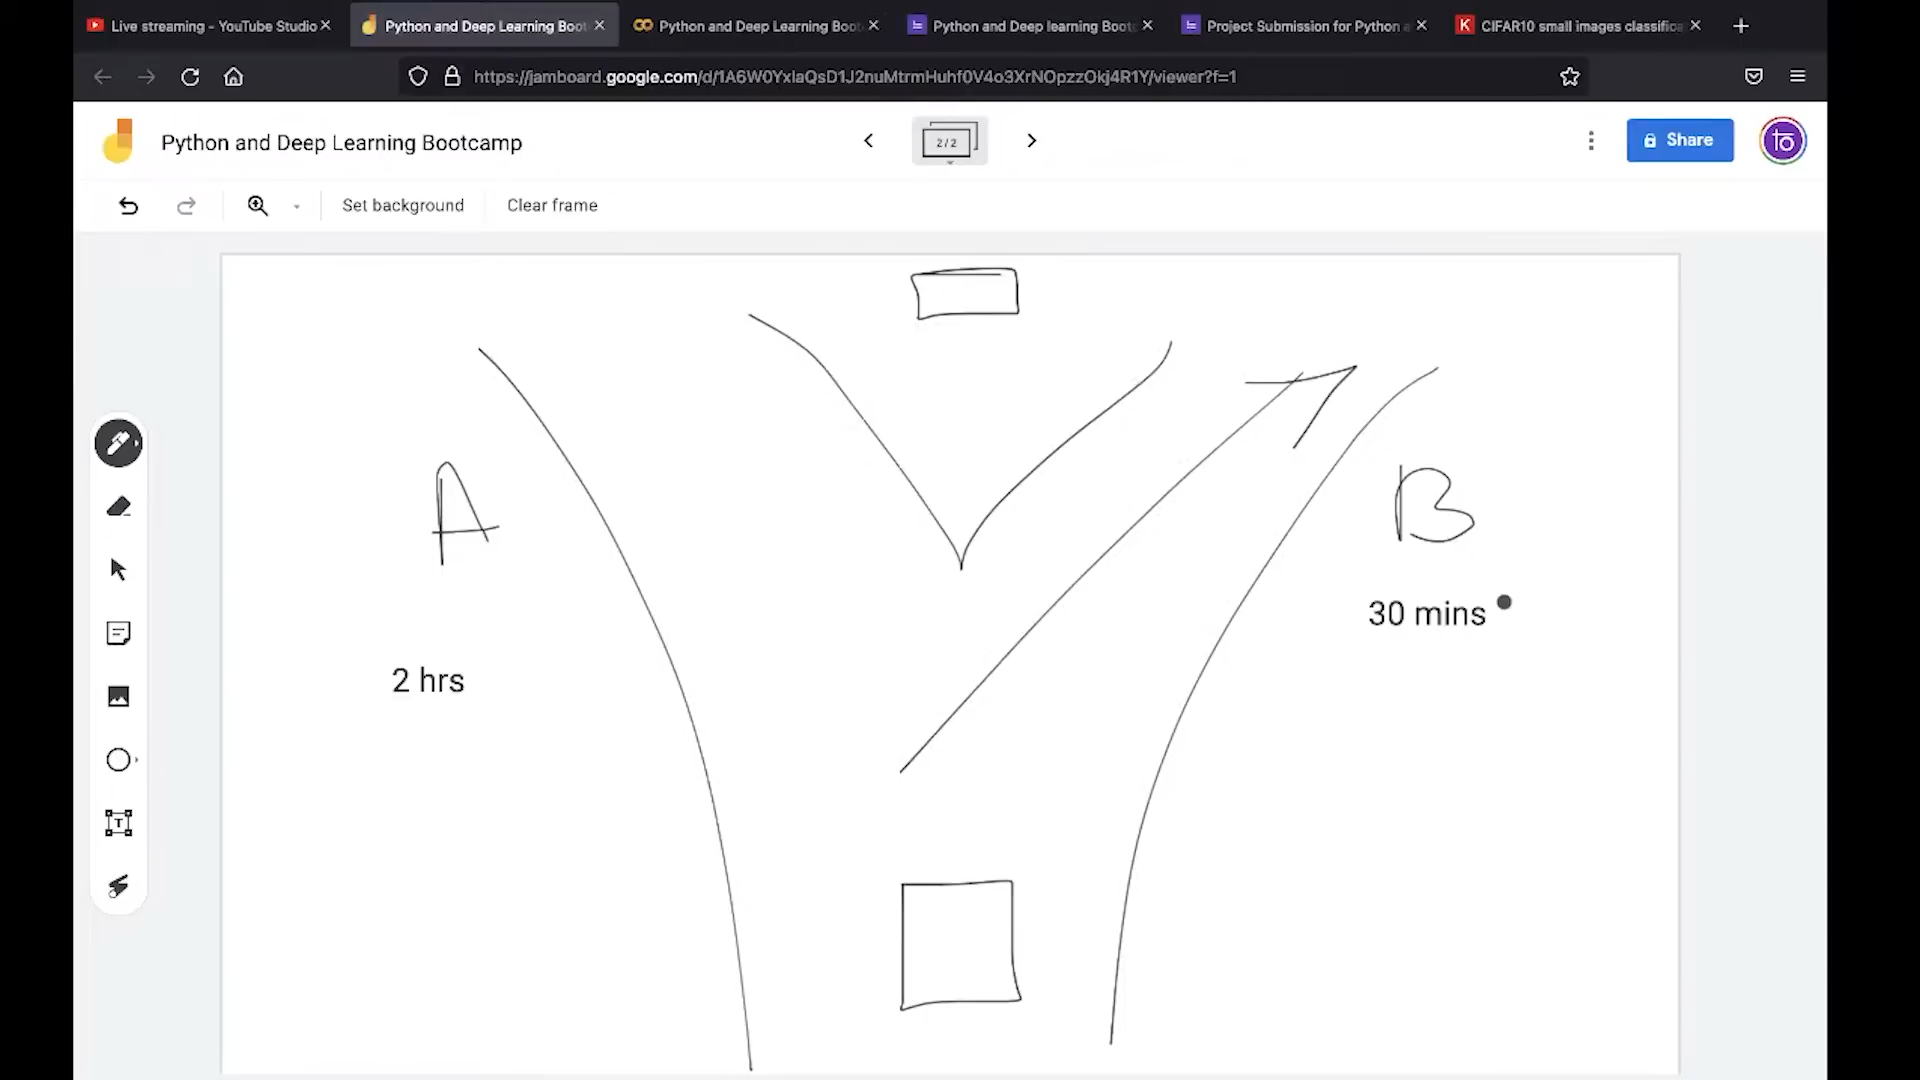 Live streaming - YouTube Studio
Python and Deep Learning Boot
Python and Deep Learning Boot
Python and Deep learning Boot
Project Submission for Python a
K CIFAR10 small images classifica
https://jamboard.google.com/d/1A6W0YxlaQsD1J2nuMtrmHuhf0V4o3XrNOpzzOkj4R1Y/viewer?f=1
Python and Deep Learning Bootcamp
2/2
Share
to
Set background
Clear frame
A
B
30 mins
2 hrs
T